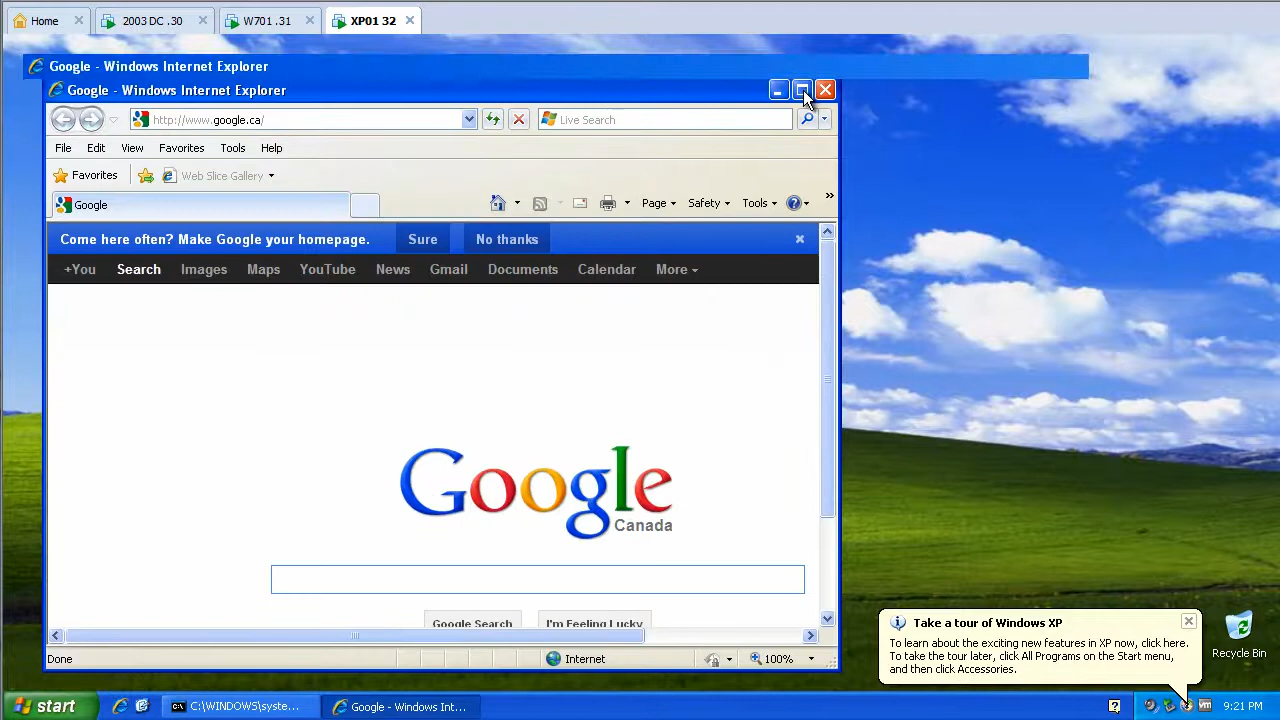 Home
2003 DC .30
W701 .31
XP01 32
Google - Windows Internet Explorer
Google - Windows Internet Explorer
http://www.google.ca/
Live Search
File Edit View Favorites Tools Help
Favorites Web Slice Gallery
Google
Page Safety Tools
Come here often? Make Google your homepage. Sure No thanks
+You Search Images Maps YouTube News Gmail Documents Calendar More
Google
Canada
Google Search I'm Feeling Lucky
Done Internet 100%
Take a tour of Windows XP
To learn about the exciting new features in XP now, click here.
To take the tour later, click All Programs on the Start menu,
and then click Accessories.
Recycle Bin
start C:\WINDOWS\syste... Google - Windows Int... 9:21 PM